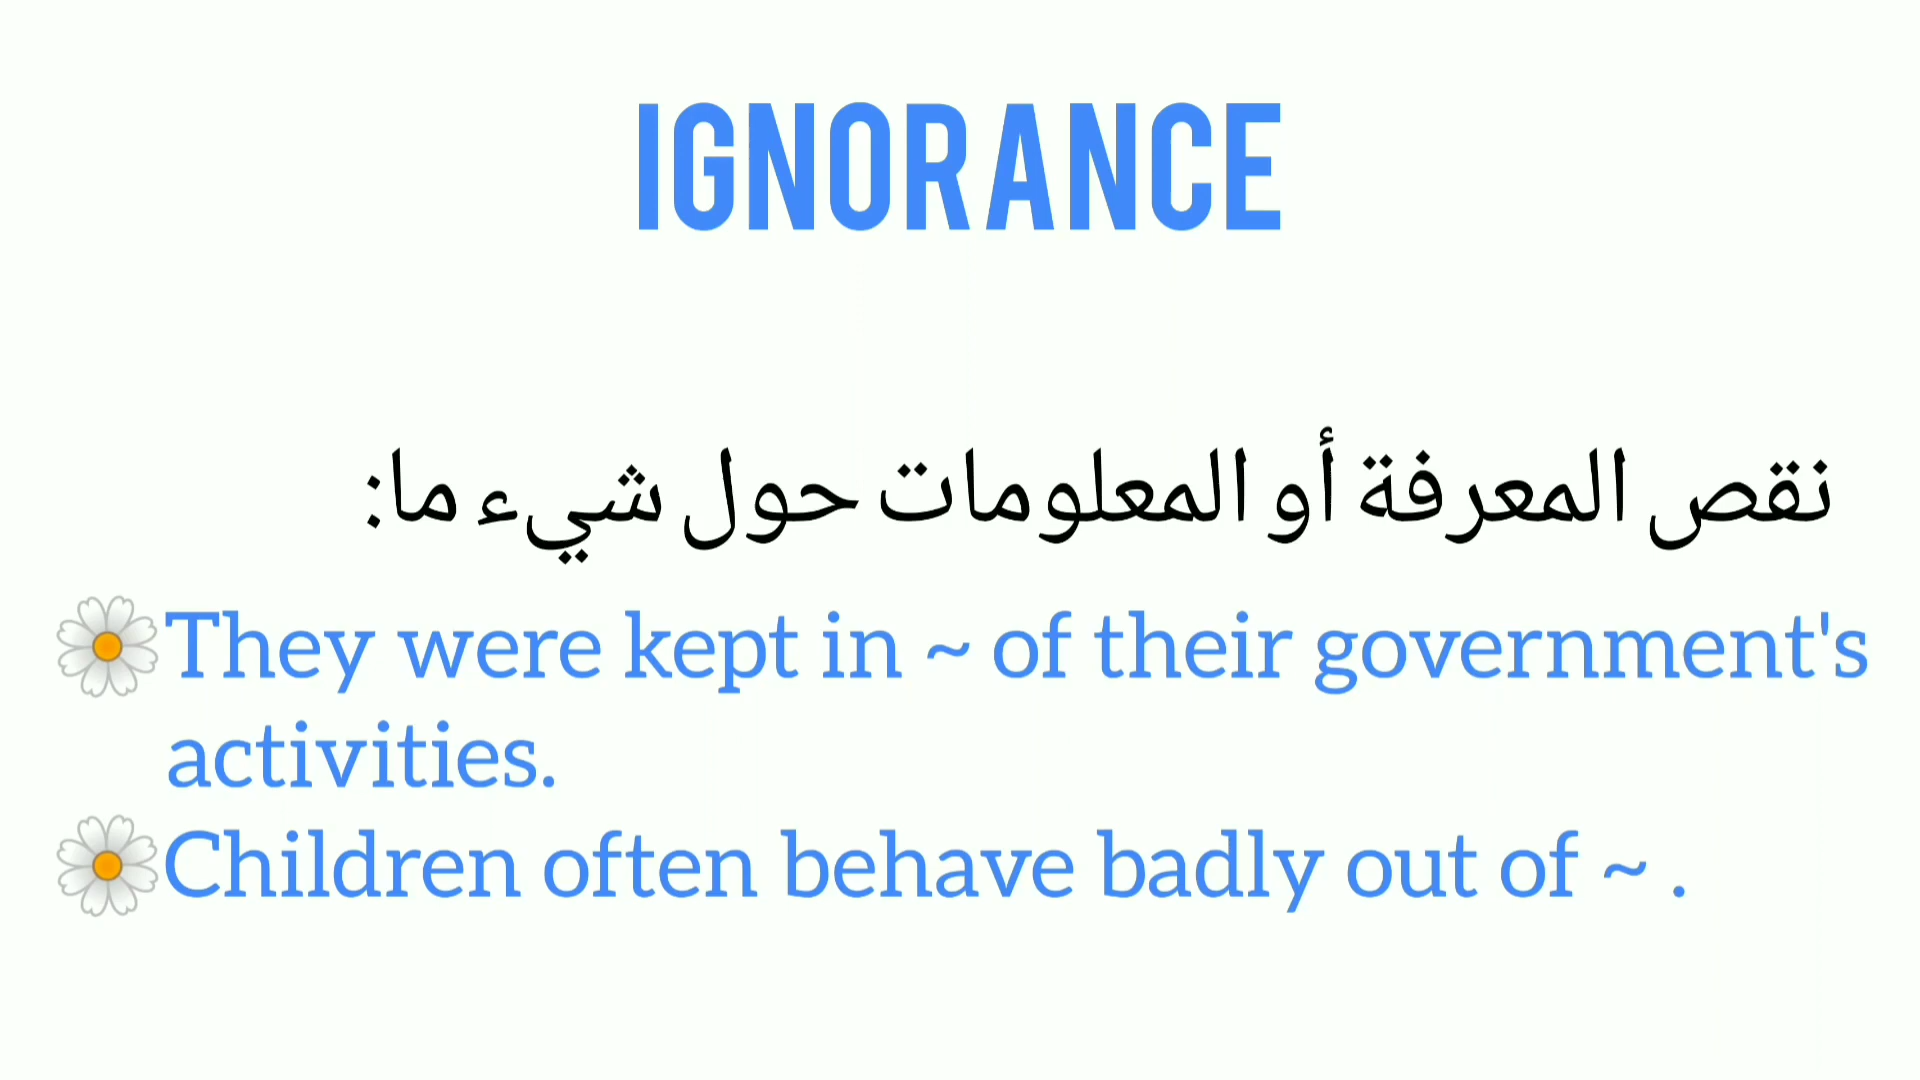 IGNORANCE
نقص المعرفة أو المعلومات حول شيء ما:
They were kept in ~ of their government's
activities.
Children often behave badly out of ~ .